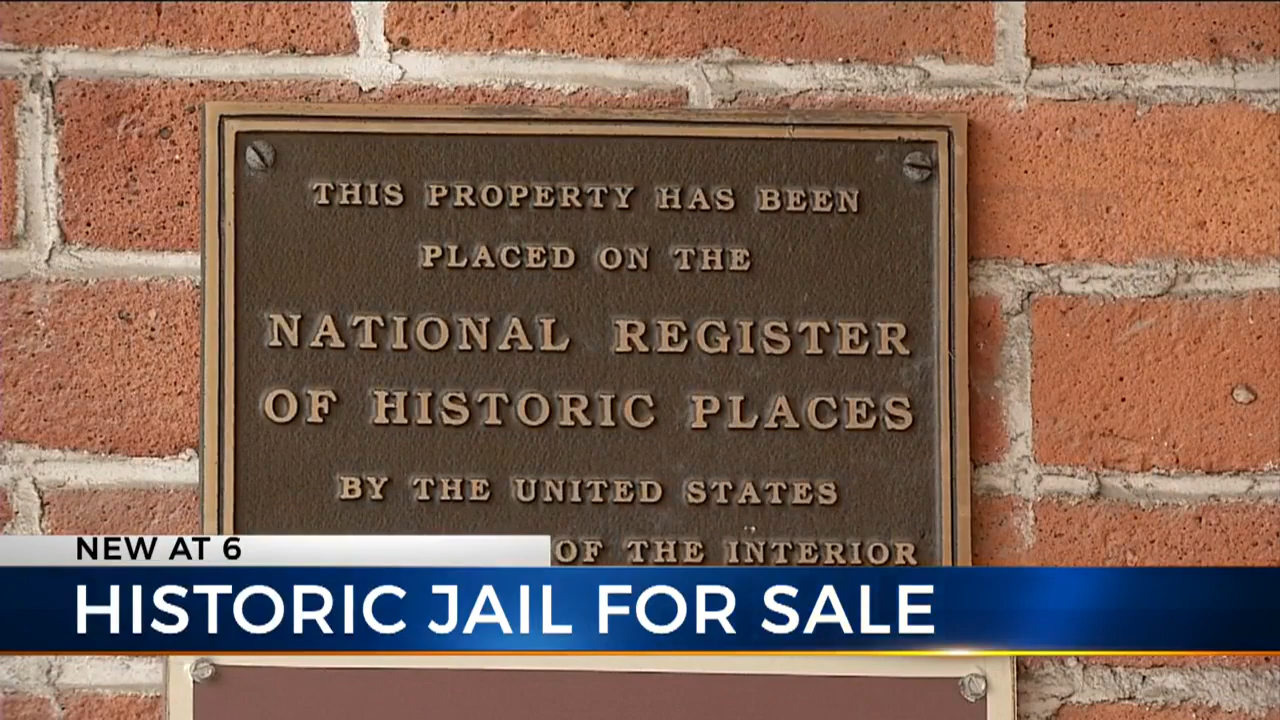 THIS PROPERTY HAS BEEN
PLACED ON THE
NATIONAL REGISTER
OF HISTORIC PLACES
BY THE UNITED STATES
OF THE INTERIOR
NEW AT 6
HISTORIC JAIL FOR SALE